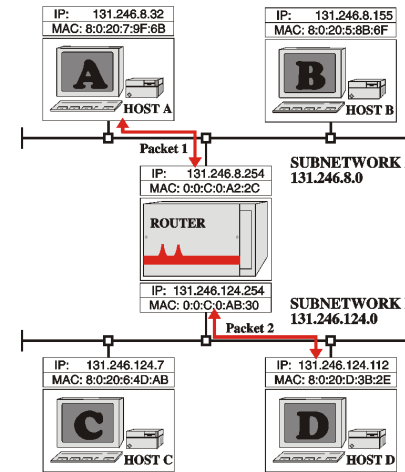 IP: 131.246.8.32
MAC: 8:0:20:7:9F:6B
A
HOST A
IP: 131.246.8.155
MAC: 8:0:20:5:8B:6F
B
HOST B
Packet 1
SUBNETWORK
131.246.8.0
IP: 131.246.8.254
MAC: 0:0:C:0:A2:2C
ROUTER
IP: 131.246.124.254
MAC: 0:0:C:0:AB:30
SUBNETWORK
131.246.124.0
Packet 2
IP: 131.246.124.7
MAC: 8:0:20:6:4D:AB
C
HOST C
IP: 131.246.124.112
MAC: 8:0:20:D:3B:2E
D
HOST D